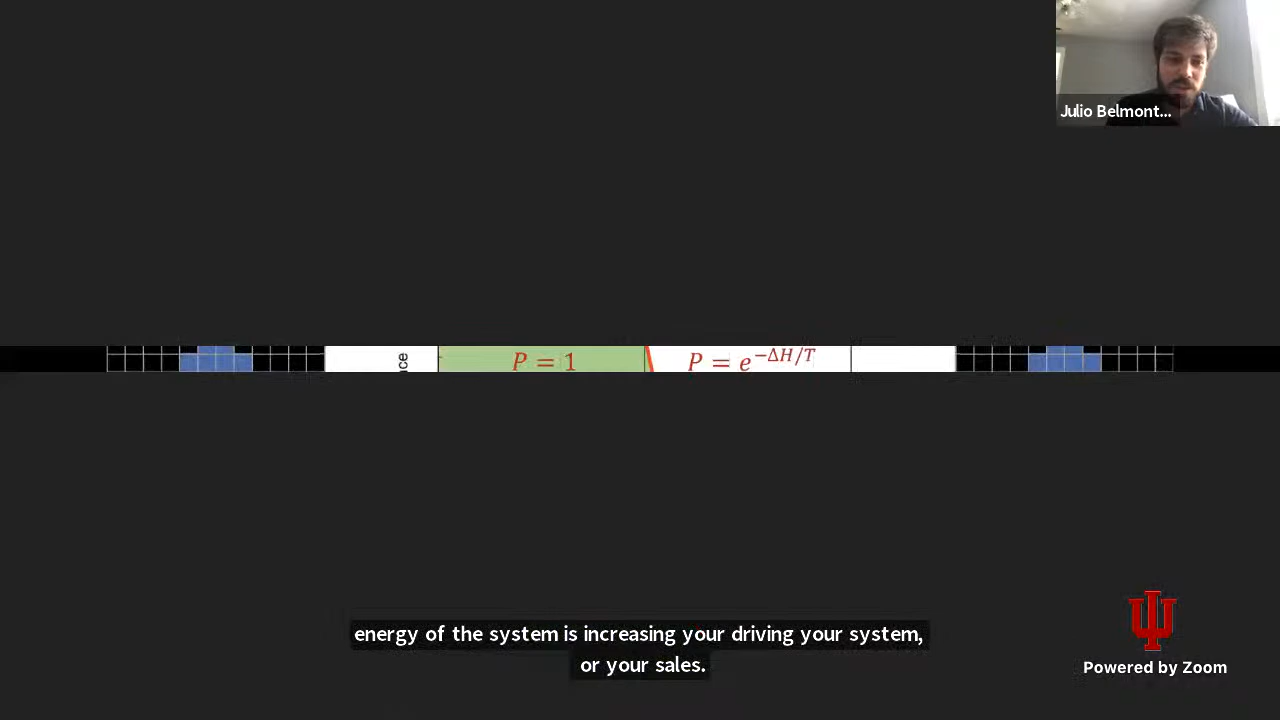 Julio Belmont...
P = 1
P = e^{-ΔH/T}
energy of the system is increasing your driving your system,
or your sales.
Powered by Zoom